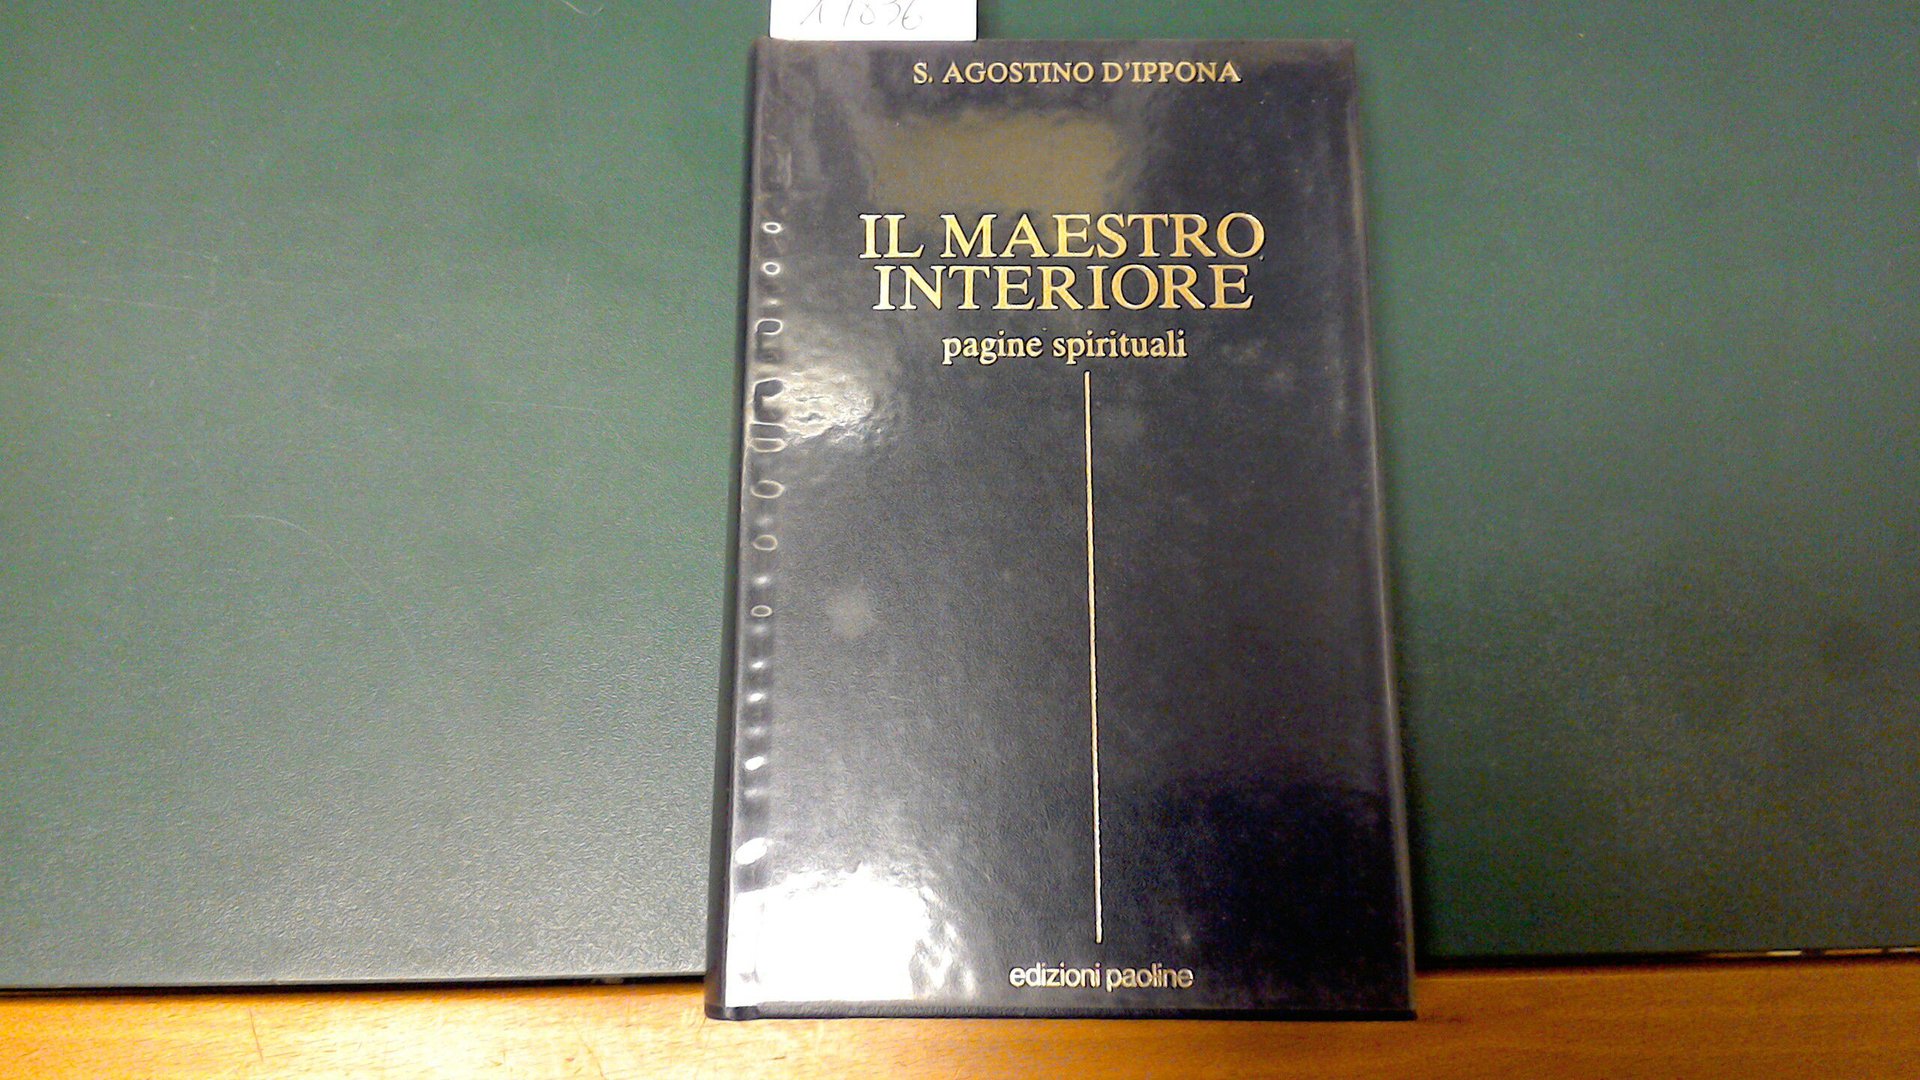 S. AGOSTINO D'IPPONA
IL MAESTRO
INTERIORE
pagine spirituali
edizioni paoline